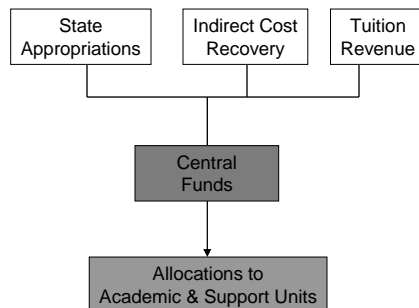 State
Appropriations
Indirect Cost
Recovery
Tuition
Revenue
Central
Funds
Allocations to
Academic & Support Units